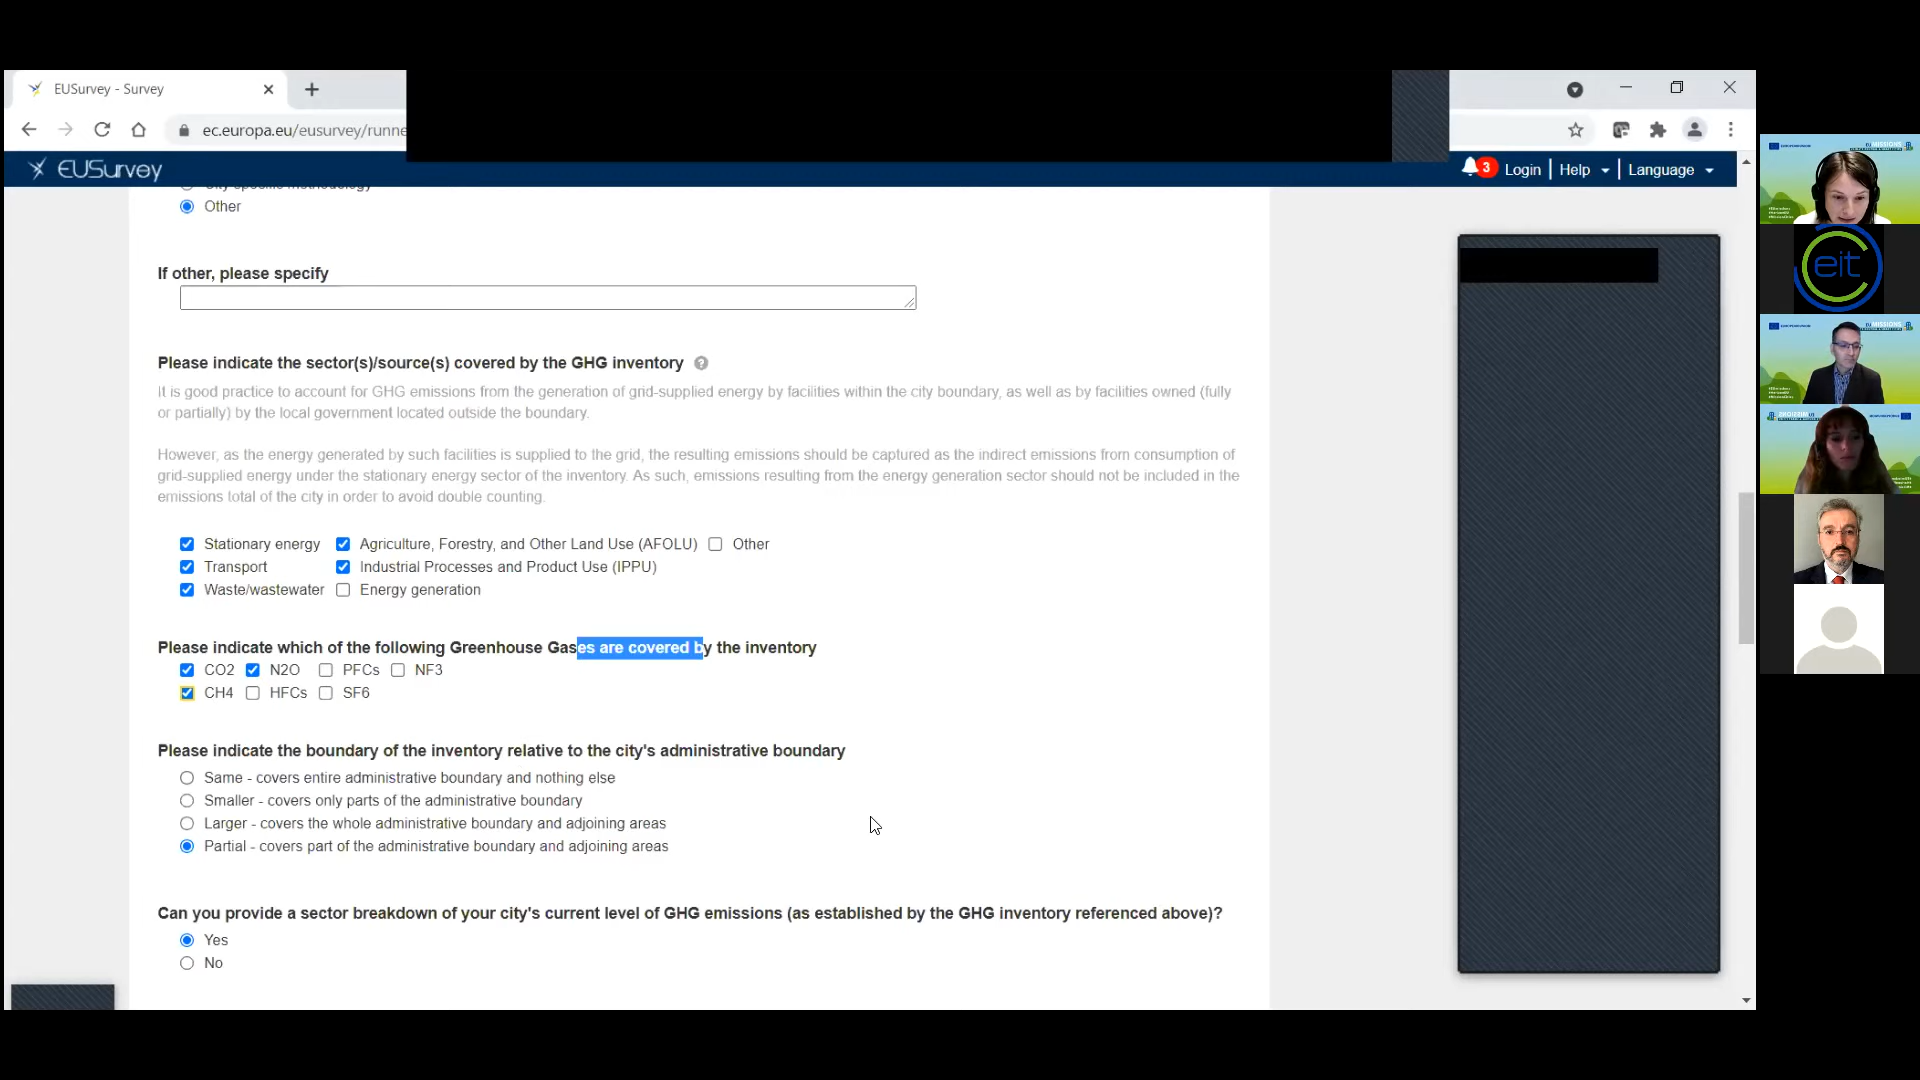 EUSurvey - Survey
ec.europa.eu/eusurvey/runne
EUSurvey
3 Login Help Language
City specific methodology
Other
If other, please specify
Please indicate the sector(s)/source(s) covered by the GHG inventory
It is good practice to account for GHG emissions from the generation of grid-supplied energy by facilities within the city boundary, as well as by facilities owned (fully
or partially) by the local government located outside the boundary.
However, as the energy generated by such facilities is supplied to the grid, the resulting emissions should be captured as the indirect emissions from consumption of
grid-supplied energy under the stationary energy sector of the inventory. As such, emissions resulting from the energy generation sector should not be included in the
emissions total of the city in order to avoid double counting.
Stationary energy Agriculture, Forestry, and Other Land Use (AFOLU) Other
Transport Industrial Processes and Product Use (IPPU)
Waste/wastewater Energy generation
Please indicate which of the following Greenhouse Gases are covered by the inventory
CO2 N2O PFCs NF3
CH4 HFCs SF6
Please indicate the boundary of the inventory relative to the city's administrative boundary
Same - covers entire administrative boundary and nothing else
Smaller - covers only parts of the administrative boundary
Larger - covers the whole administrative boundary and adjoining areas
Partial - covers part of the administrative boundary and adjoining areas
Can you provide a sector breakdown of your city's current level of GHG emissions (as established by the GHG inventory referenced above)?
Yes
No
eit